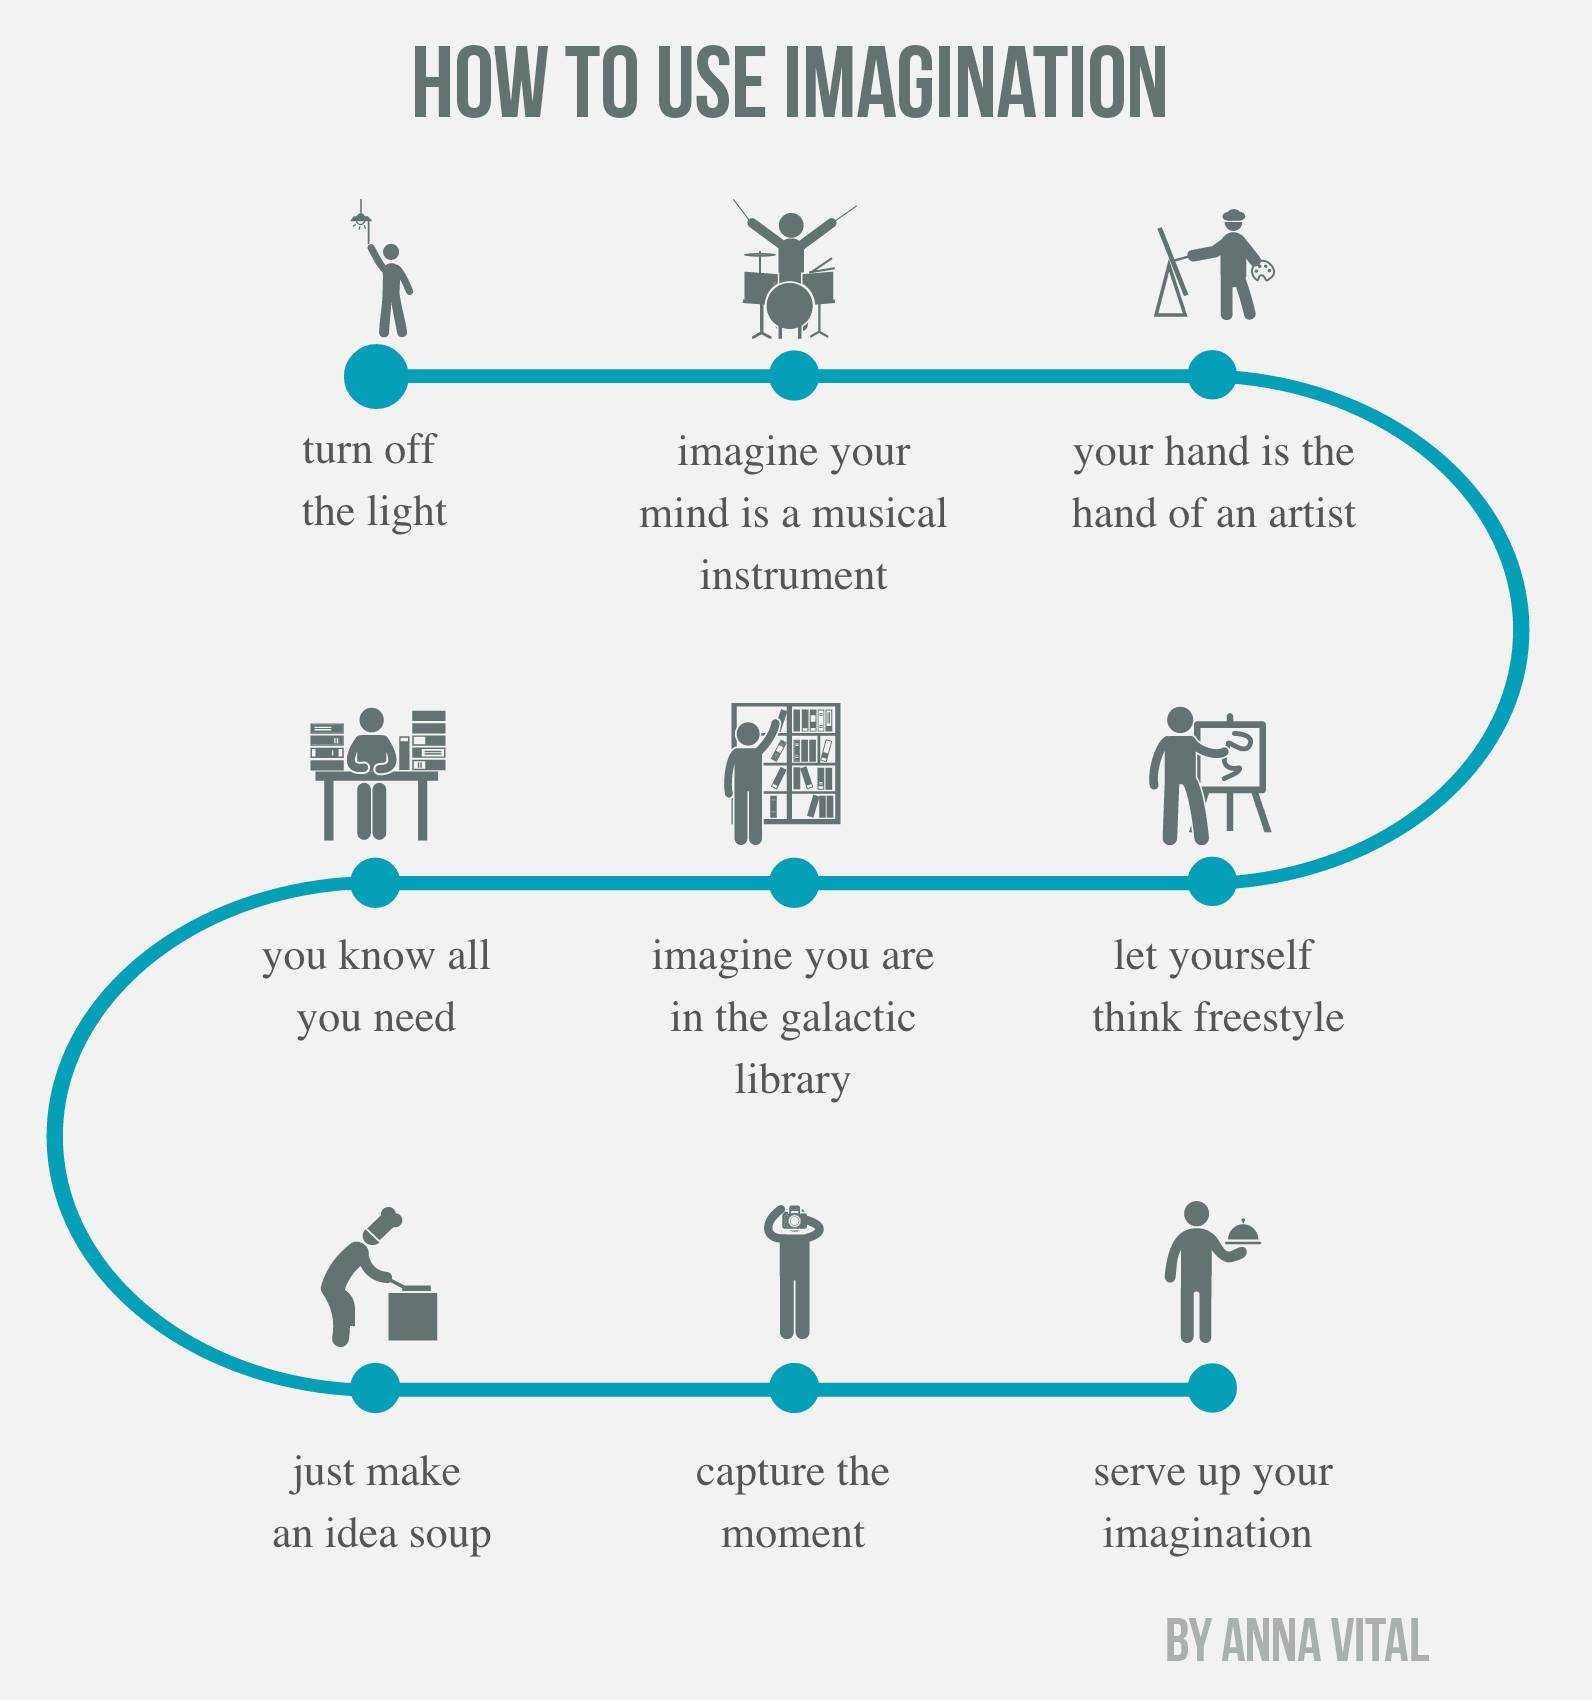 HOW TO USE IMAGINATION
turn off
the light
imagine your
mind is a musical
instrument
your hand is the
hand of an artist
let yourself
think freestyle
imagine you are
in the galactic
library
you know all
you need
just make
an idea soup
capture the
moment
serve up your
imagination
BY ANNA VITAL